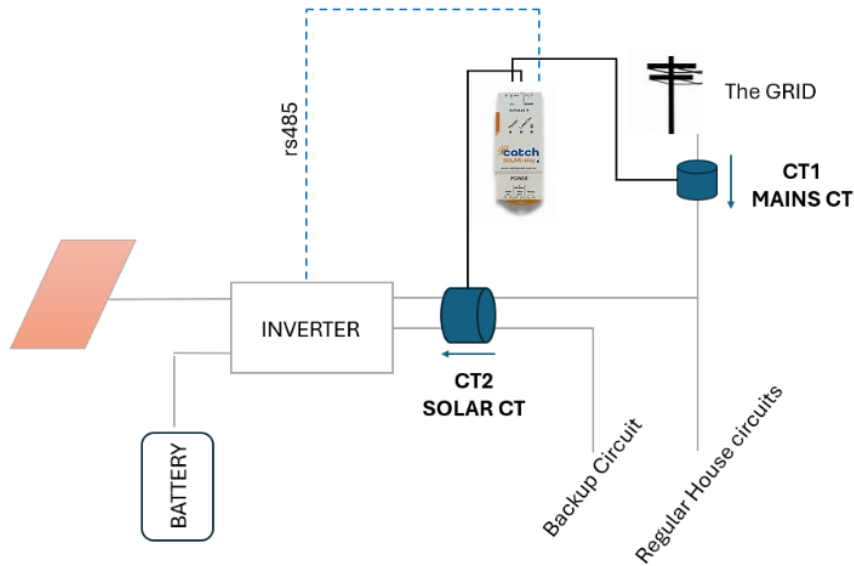 The GRID
rs485
catch
SOLAR relay
POWER
CT1
MAINS CT
INVERTER
CT2
SOLAR CT
BATTERY
Backup Circuit
Regular House circuits